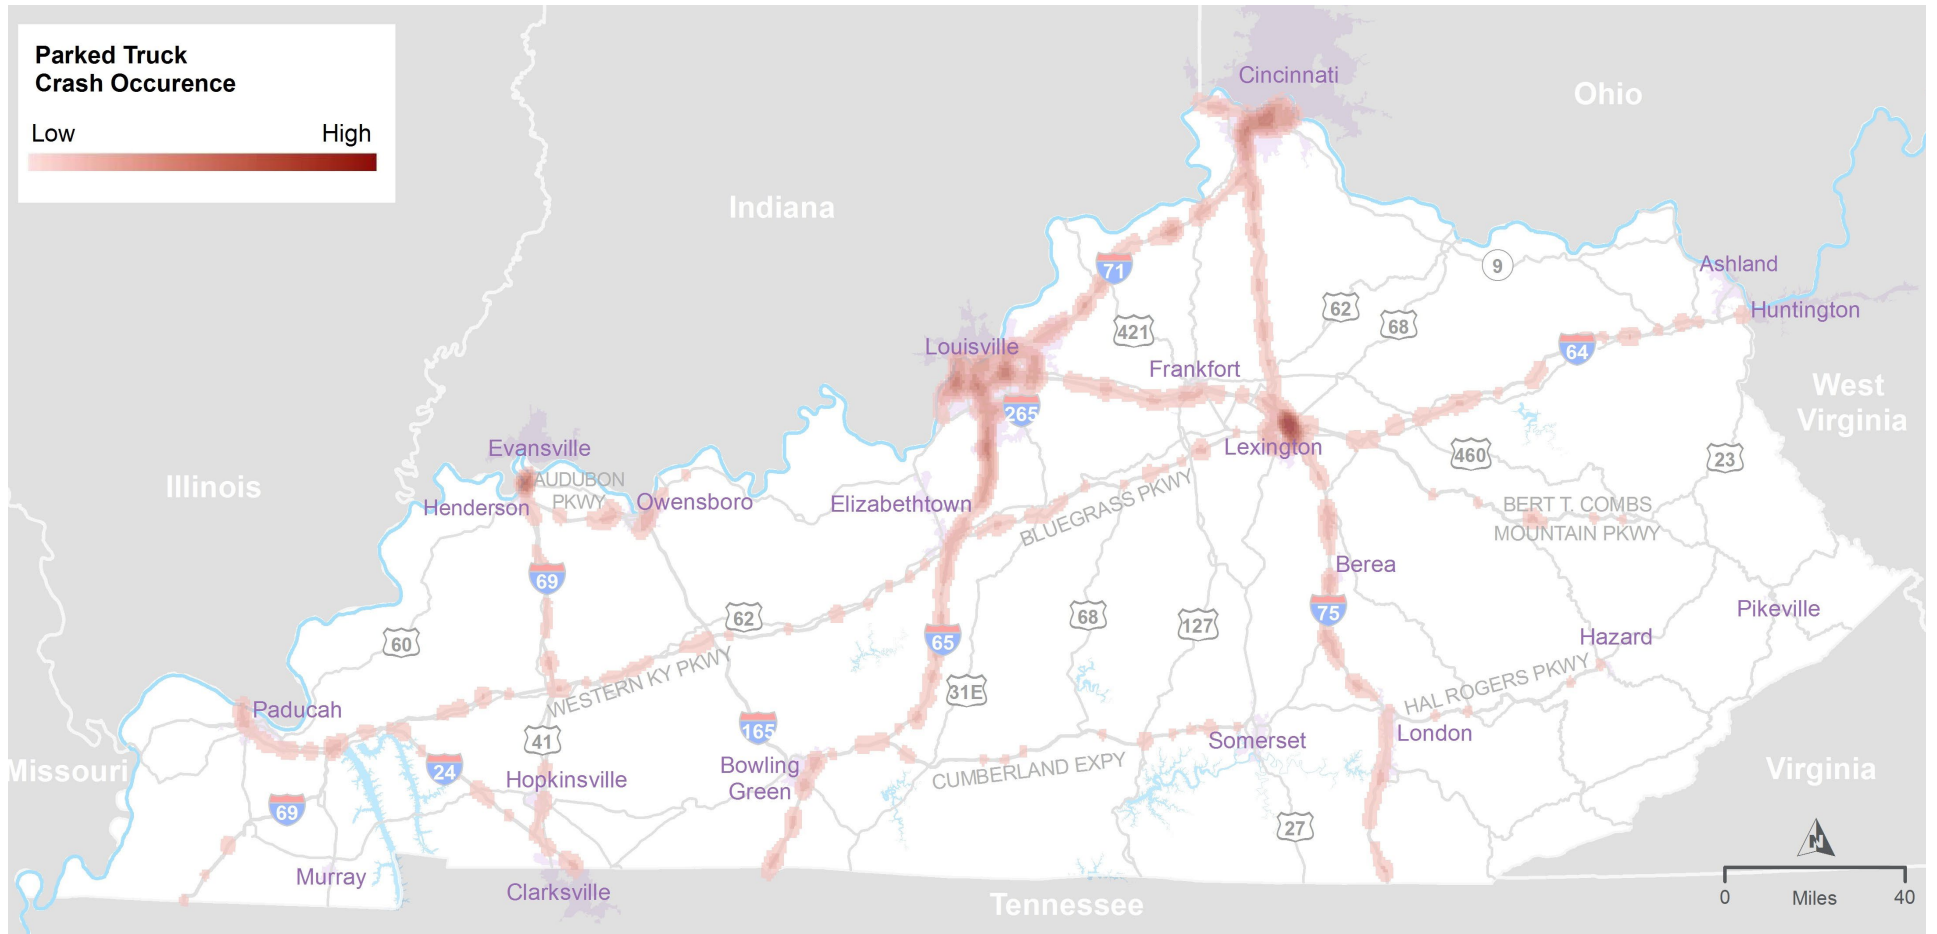 Parked Truck
Crash Occurence
Low
High
Cincinnati
Ohio
Indiana
71
9
Ashland
Huntington
62
68
421
Louisville
Frankfort
64
West
Virginia
265
Evansville
Lexington
460
23
Illinois
AUDUBON
PKWY
Henderson
Owensboro
Elizabethtown
BLUEGRASS PKWY
BERT T. COMBS
MOUNTAIN PKWY
69
Berea
75
Pikeville
62
60
65
68
127
Hazard
WESTERN KY PKWY
31E
HAL ROGERS PKWY
Paducah
165
41
Somerset
London
Missouri
24
Hopkinsville
Bowling
Green
CUMBERLAND EXPY
Virginia
69
27
N
Murray
Clarksville
Tennessee
0
Miles
40